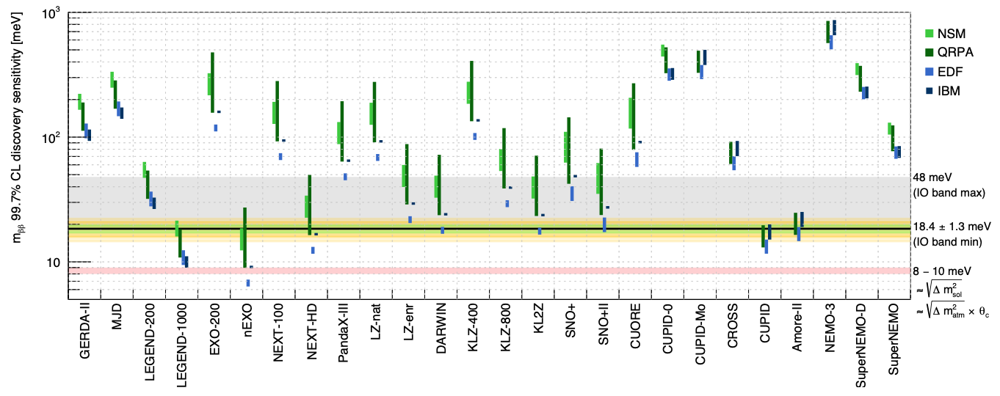 m_ββ 99.7% CL discovery sensitivity [meV]
10³
10²
10
NSM
QRPA
EDF
IBM
48 meV
(IO band max)
18.4 ± 1.3 meV
(IO band min)
8 − 10 meV
≈ √Δ m²_sol
≈ √Δ m²_atm × θ_c
GERDA-II
MJD
LEGEND-200
LEGEND-1000
EXO-200
nEXO
NEXT-100
NEXT-HD
PandaX-III
LZ-nat
LZ-enr
DARWIN
KLZ-400
KLZ-800
KL2Z
SNO+
SNO+II
CUORE
CUPID-0
CUPID-Mo
CROSS
CUPID
Amore-II
NEMO-3
SuperNEMO-D
SuperNEMO